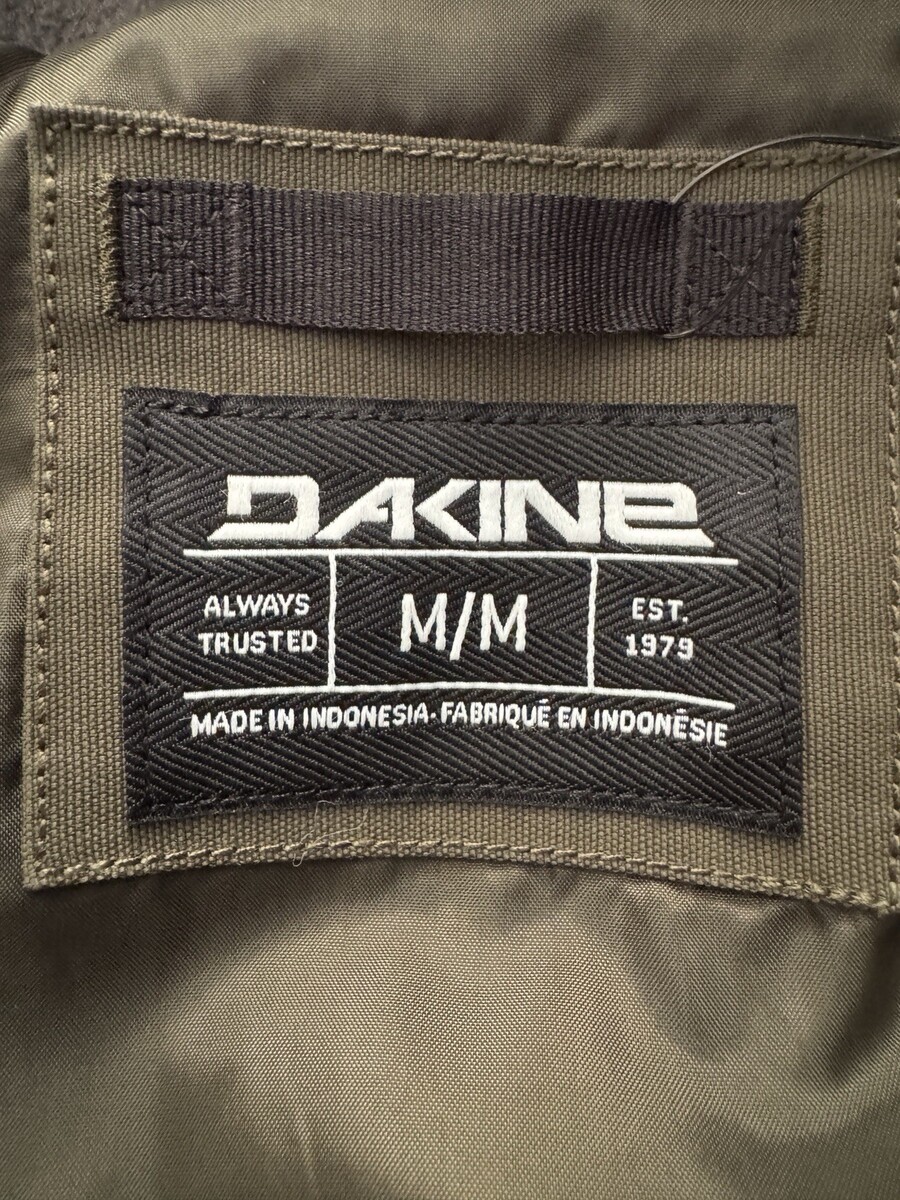 DAKINE
ALWAYS
TRUSTED
M/M
EST.
1979
MADE IN INDONESIA·FABRIQUÉ EN INDONÉSIE